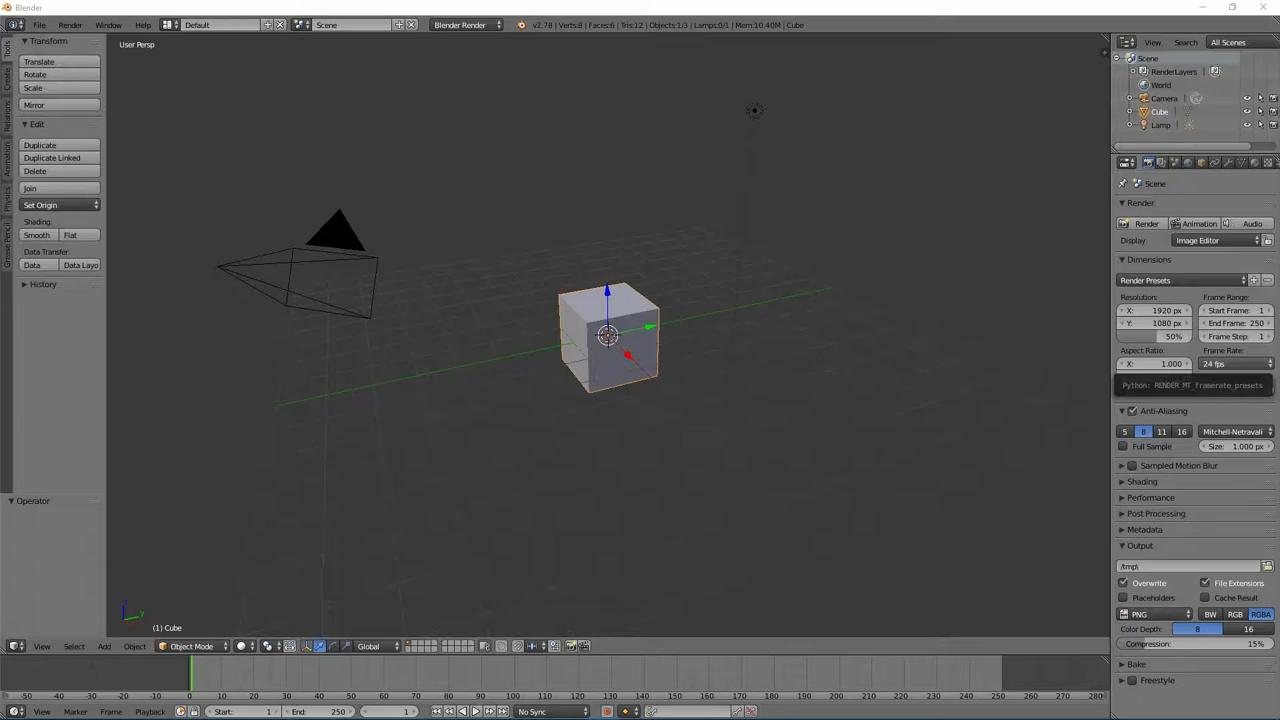 Blender
File Render Window Help Default Scene Blender Render v2.78 | Verts:8 | Faces:6 | Tris:12 | Objects:1/3 | Lamps:0/1 | Mem:10.40M | Cube
View Search All Scenes
Tools
Create
Relations
Animation
Physics
Grease Pencil
Transform
Translate
Rotate
Scale
Mirror
Edit
Duplicate
Duplicate Linked
Delete
Join
Set Origin
Shading:
Smooth Flat
Data Transfer:
Data Data Layo
History
Operator
User Persp
(1) Cube
Scene
RenderLayers
World
Camera
Cube
Lamp
Scene
Render
Render Animation Audio
Display: Image Editor
Dimensions
Render Presets
Resolution: Frame Range:
X: 1920 px Start Frame: 1
Y: 1080 px End Frame: 250
50% Frame Step: 1
Aspect Ratio: Frame Rate:
X: 1.000 24 fps
Python: RENDER_MT_framerate_presets
Anti-Aliasing
5 8 11 16 Mitchell-Netravali
Full Sample Size: 1.000 px
Sampled Motion Blur
Shading
Performance
Post Processing
Metadata
Output
/tmp\
Overwrite File Extensions
Placeholders Cache Result
PNG BW RGB RGBA
Color Depth: 8 16
Compression: 15%
Bake
Freestyle
View Select Add Object Object Mode Global
-50 -40 -30 -20 -10 0 10 20 30 40 50 60 70 80 90 100 110 120 130 140 150 160 170 180 190 200 210 220 230 240 250 260 270 280
View Marker Frame Playback Start: 1 End: 250 1 No Sync